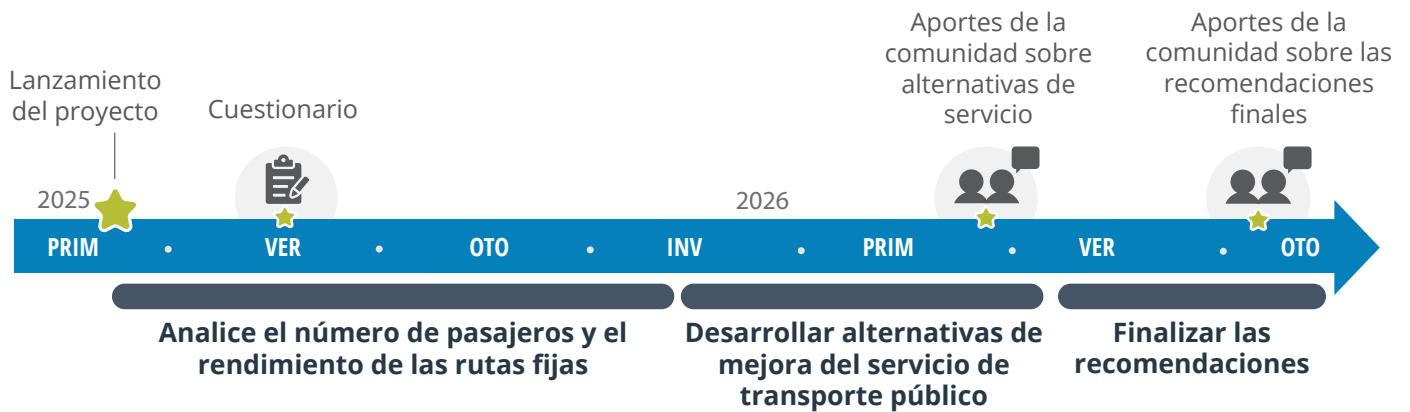 Lanzamiento
del proyecto
Cuestionario
Aportes de la
comunidad sobre
alternativas de
servicio
Aportes de la
comunidad sobre las
recomendaciones
finales
2025
2026
PRIM • VER • OTO • INV • PRIM • VER • OTO
Analice el número de pasajeros y el
rendimiento de las rutas fijas
Desarrollar alternativas de
mejora del servicio de
transporte público
Finalizar las
recomendaciones